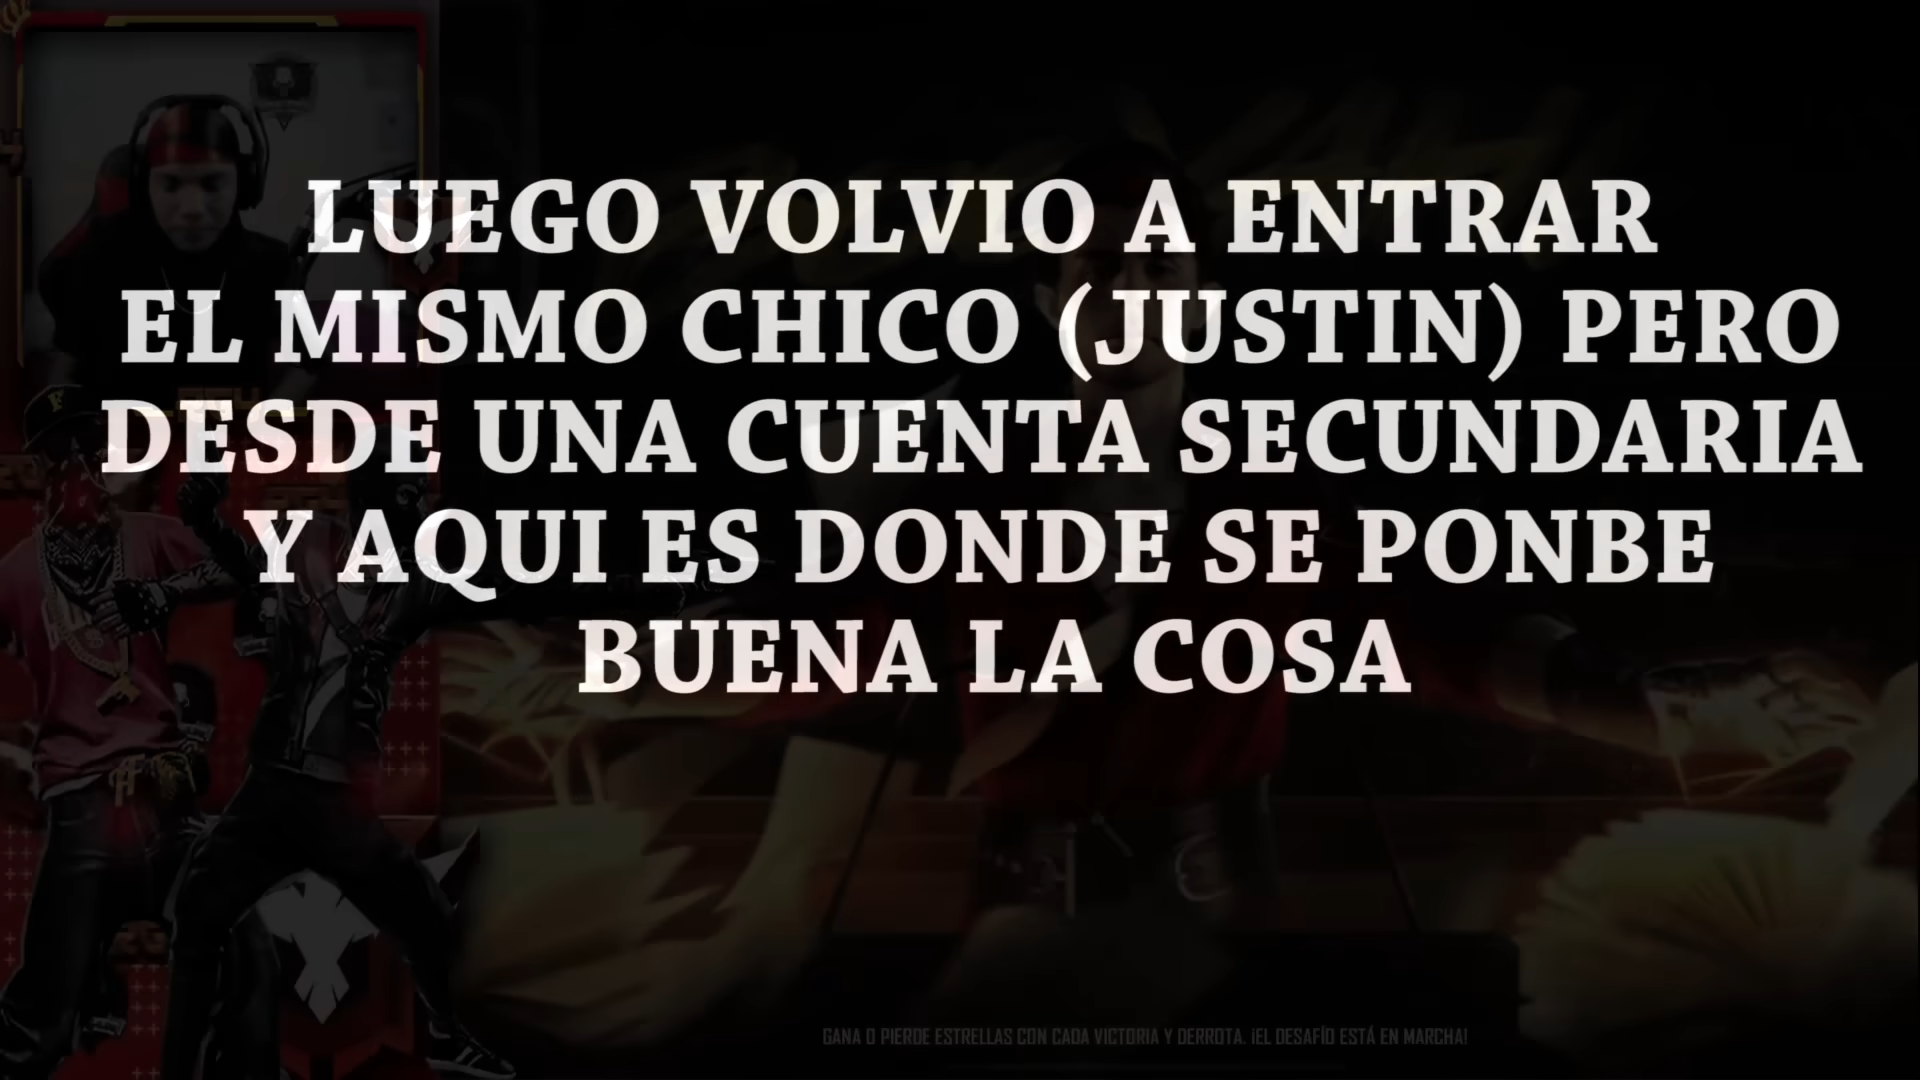 LUEGO VOLVIO A ENTRAR
EL MISMO CHICO (JUSTIN) PERO
DESDE UNA CUENTA SECUNDARIA
Y AQUI ES DONDE SE PONBE
BUENA LA COSA
GANA O PIERDE ESTRELLAS CON CADA VICTORIA Y DERROTA. ¡EL DESAFÍO ESTÁ EN MARCHA!